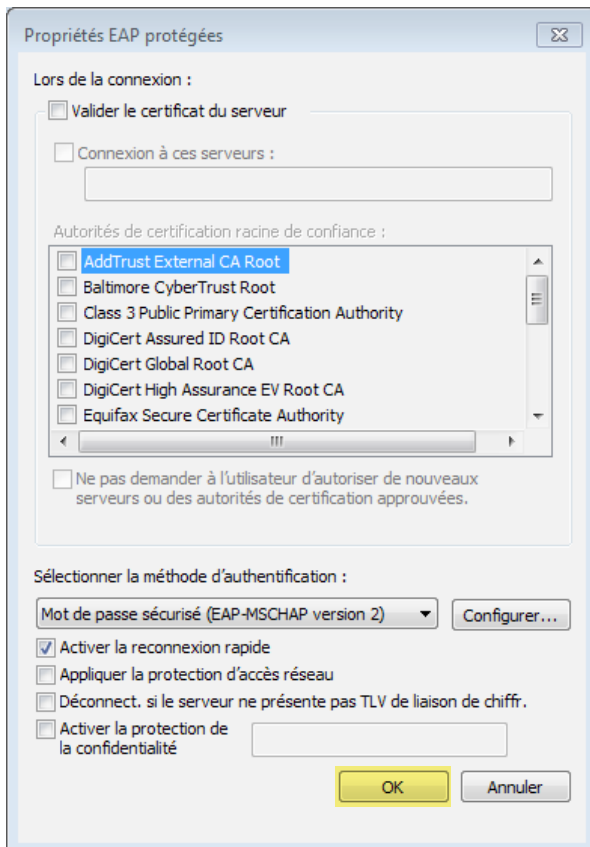 Propriétés EAP protégées
Lors de la connexion :
Valider le certificat du serveur
Connexion à ces serveurs :
Autorités de certification racine de confiance :
AddTrust External CA Root
Baltimore CyberTrust Root
Class 3 Public Primary Certification Authority
DigiCert Assured ID Root CA
DigiCert Global Root CA
DigiCert High Assurance EV Root CA
Equifax Secure Certificate Authority
Ne pas demander à l'utilisateur d'autoriser de nouveaux
serveurs ou des autorités de certification approuvées.
Sélectionner la méthode d'authentification :
Mot de passe sécurisé (EAP-MSCHAP version 2) Configurer...
Activer la reconnexion rapide
Appliquer la protection d'accès réseau
Déconnect. si le serveur ne présente pas TLV de liaison de chiffr.
Activer la protection de
la confidentialité
OK Annuler